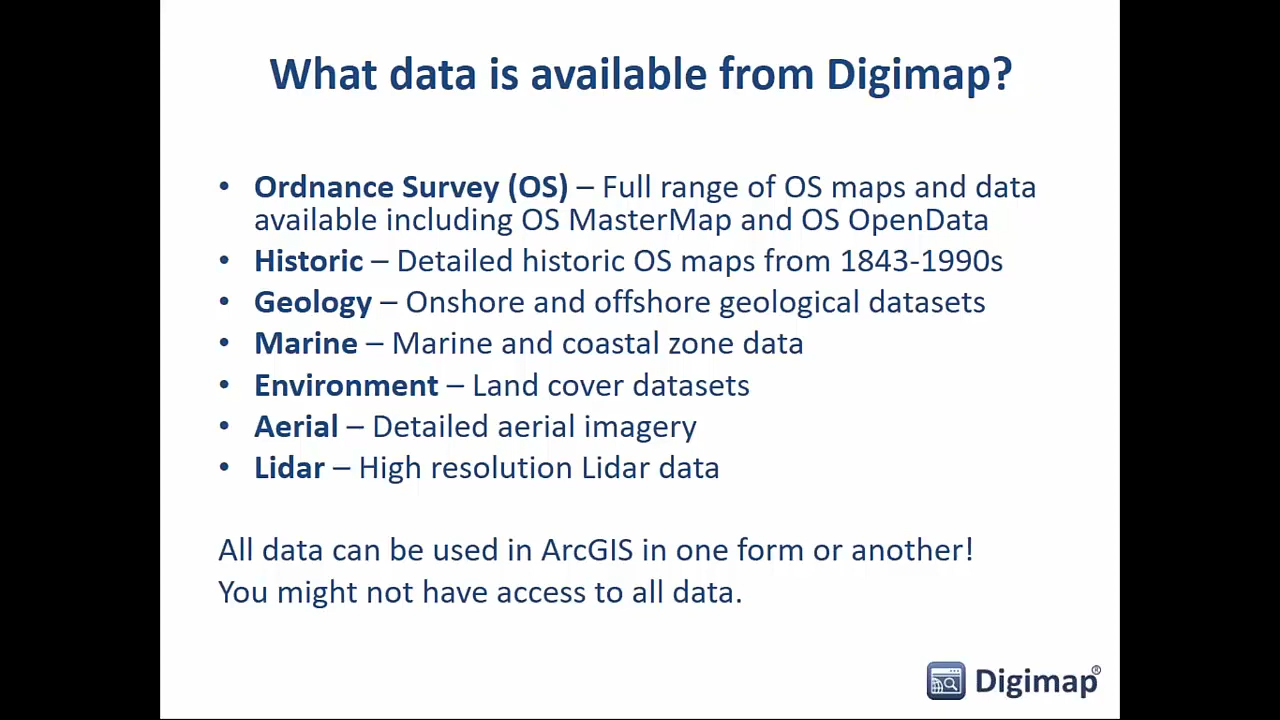 What data is available from Digimap?
• Ordnance Survey (OS) – Full range of OS maps and data
available including OS MasterMap and OS OpenData
• Historic – Detailed historic OS maps from 1843-1990s
• Geology – Onshore and offshore geological datasets
• Marine – Marine and coastal zone data
• Environment – Land cover datasets
• Aerial – Detailed aerial imagery
• Lidar – High resolution Lidar data
All data can be used in ArcGIS in one form or another!
You might not have access to all data.
Digimap®